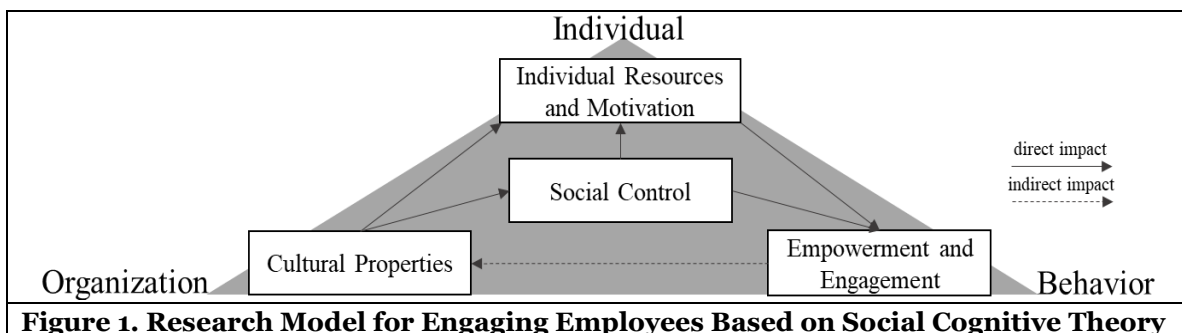 Individual
Individual Resources
and Motivation
direct impact
indirect impact
Social Control
Cultural Properties
Empowerment and
Engagement
Organization
Behavior
Figure 1. Research Model for Engaging Employees Based on Social Cognitive Theory